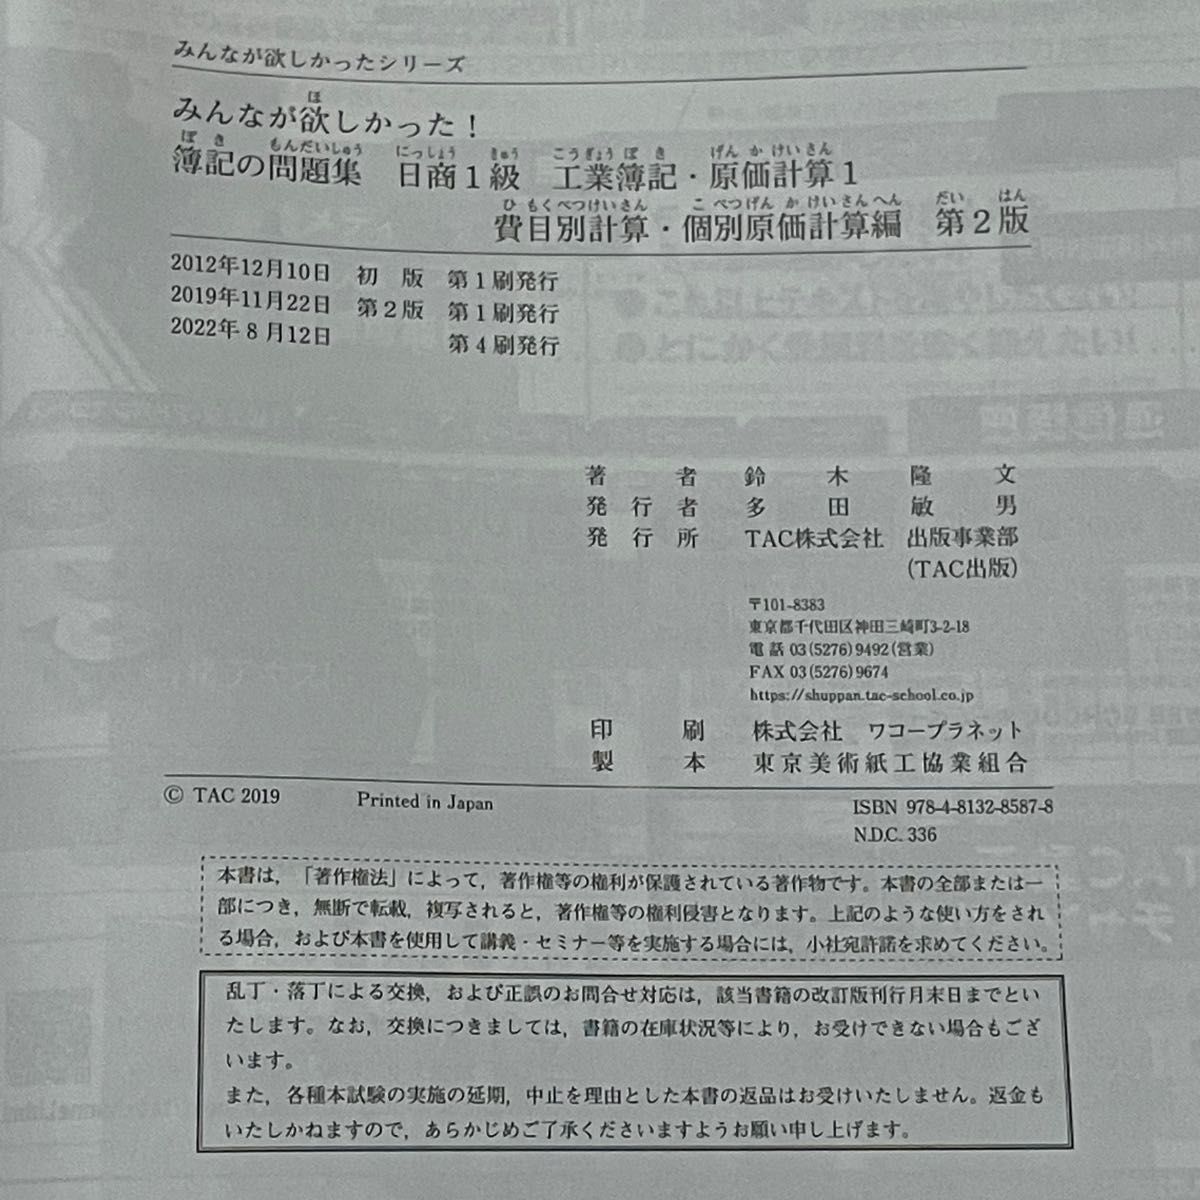 みんなが欲しかったシリーズ
みんなが欲しかった！
簿記の問題集　日商１級　工業簿記・原価計算１
費目別計算・個別原価計算編　第２版
2012年12月10日　初　版　第１刷発行
2019年11月22日　第２版　第１刷発行
2022年８月12日　第４刷発行
著者　鈴木隆文
発行者　多田敏男
発行所　TAC株式会社　出版事業部
(TAC出版)
〒101-8383
東京都千代田区神田三崎町3-2-18
電話 03(5276)9492(営業)
FAX 03(5276)9674
https://shuppan.tac-school.co.jp
印刷　株式会社　ワコープラネット
製本　東京美術紙工協業組合
© TAC 2019　Printed in Japan　ISBN 978-4-8132-8587-8
N.D.C. 336
本書は，「著作権法」によって，著作権等の権利が保護されている著作物です。本書の全部または一
部につき，無断で転載，複写されると，著作権等の権利侵害となります。上記のような使い方をされ
る場合，および本書を使用して講義・セミナー等を実施する場合には，小社宛許諾を求めてください。
乱丁・落丁による交換，および正誤のお問合せ対応は，該当書籍の改訂版刊行月末日までとい
たします。なお，交換につきましては，書籍の在庫状況等により，お受けできない場合もござ
います。
また，各種本試験の実施の延期，中止を理由とした本書の返品はお受けいたしません。返金も
いたしかねますので，あらかじめご了承くださいますようお願い申し上げます。